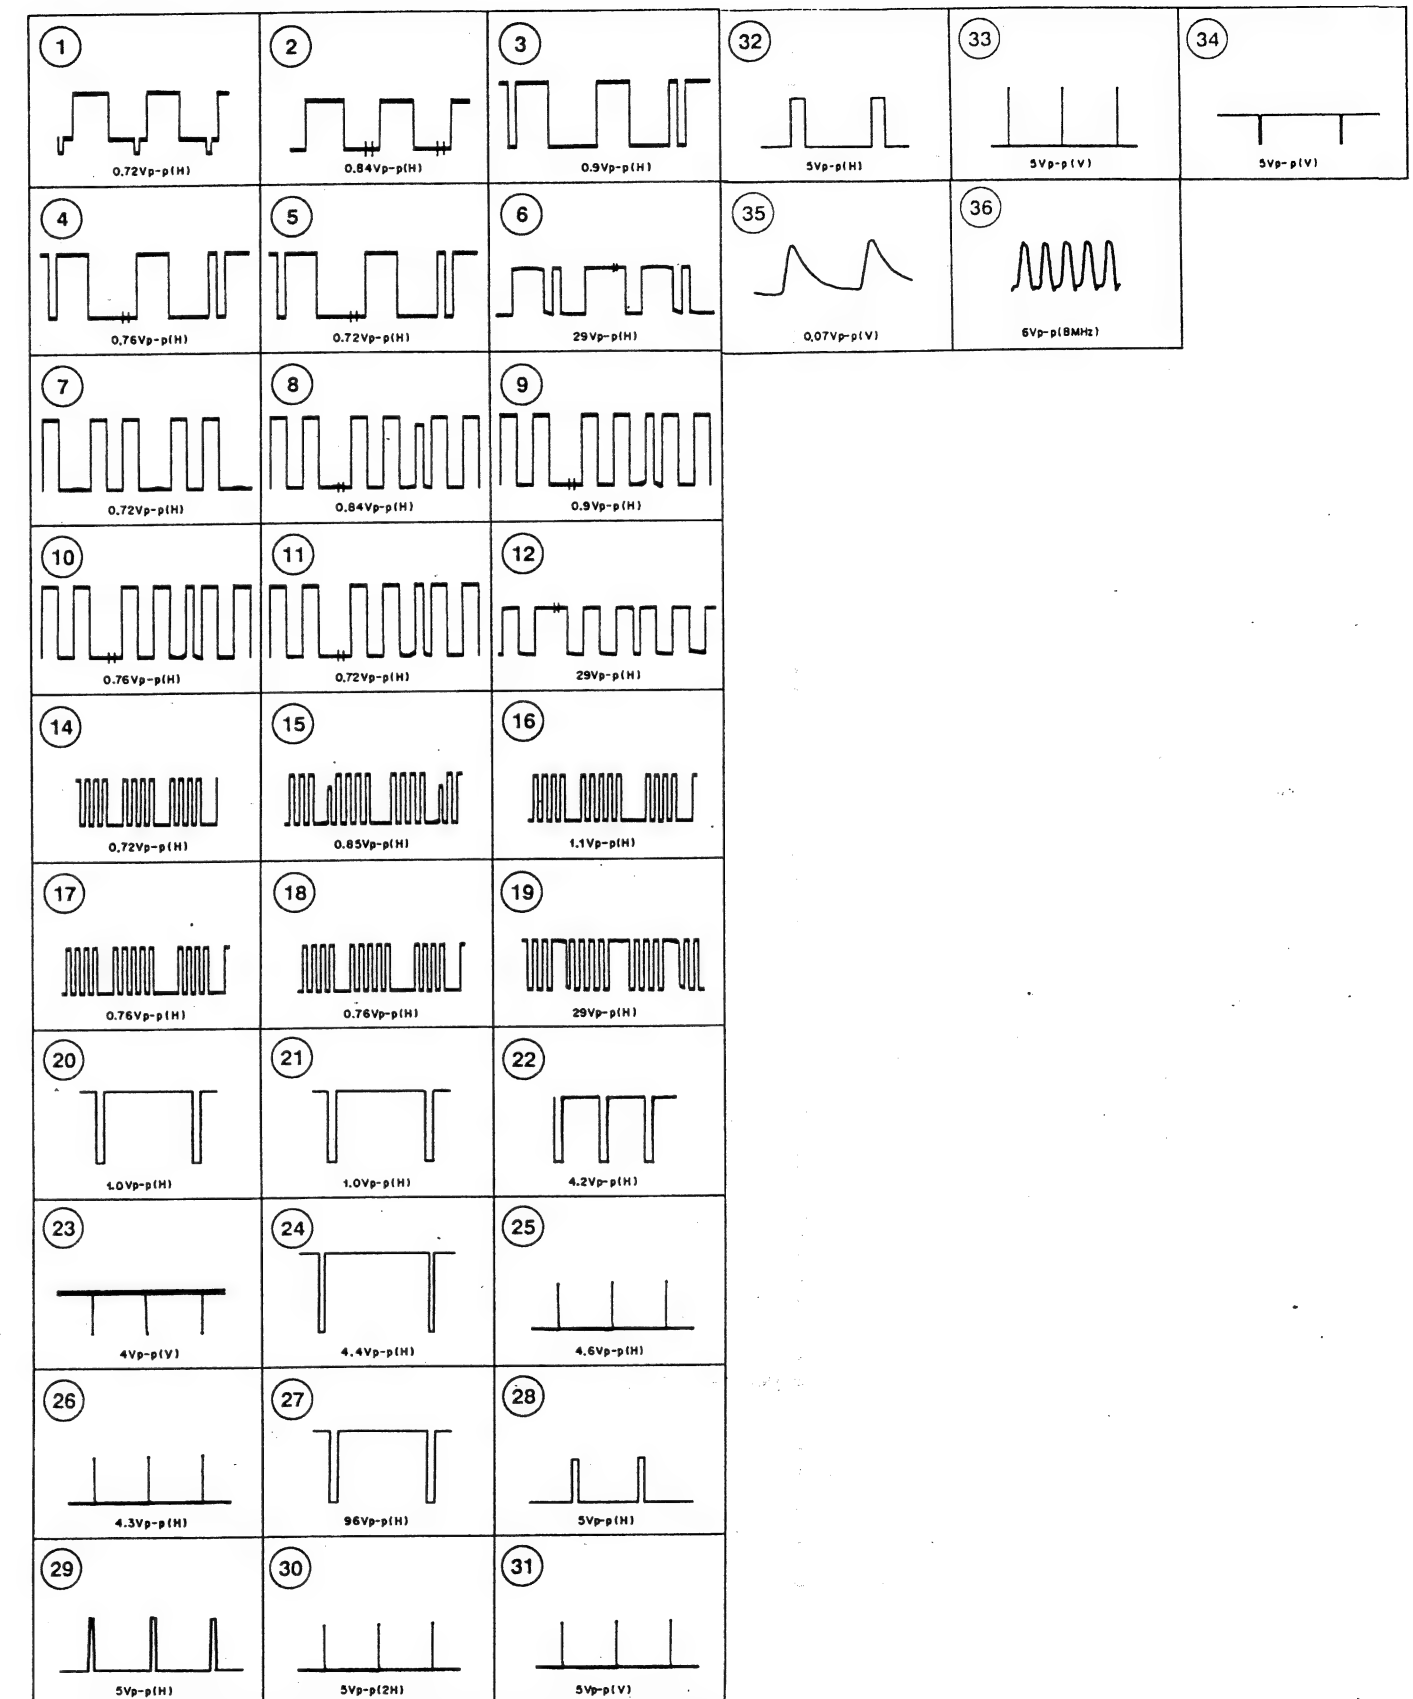 1
0.72Vp-p(H)
2
0.84Vp-p(H)
3
0.9Vp-p(H)
32
5Vp-p(H)
33
5Vp-p(V)
34
5Vp-p(V)
4
0.76Vp-p(H)
5
0.72Vp-p(H)
6
29Vp-p(H)
35
0.07Vp-p(V)
36
6Vp-p(8MHz)
7
0.72Vp-p(H)
8
0.84Vp-p(H)
9
0.9Vp-p(H)
10
0.76Vp-p(H)
11
0.72Vp-p(H)
12
29Vp-p(H)
14
0.72Vp-p(H)
15
0.85Vp-p(H)
16
1.1Vp-p(H)
17
0.76Vp-p(H)
18
0.76Vp-p(H)
19
29Vp-p(H)
20
1.0Vp-p(H)
21
1.0Vp-p(H)
22
4.2Vp-p(H)
23
4Vp-p(V)
24
4.4Vp-p(H)
25
4.6Vp-p(H)
26
4.3Vp-p(H)
27
96Vp-p(H)
28
5Vp-p(H)
29
5Vp-p(H)
30
5Vp-p(2H)
31
5Vp-p(V)